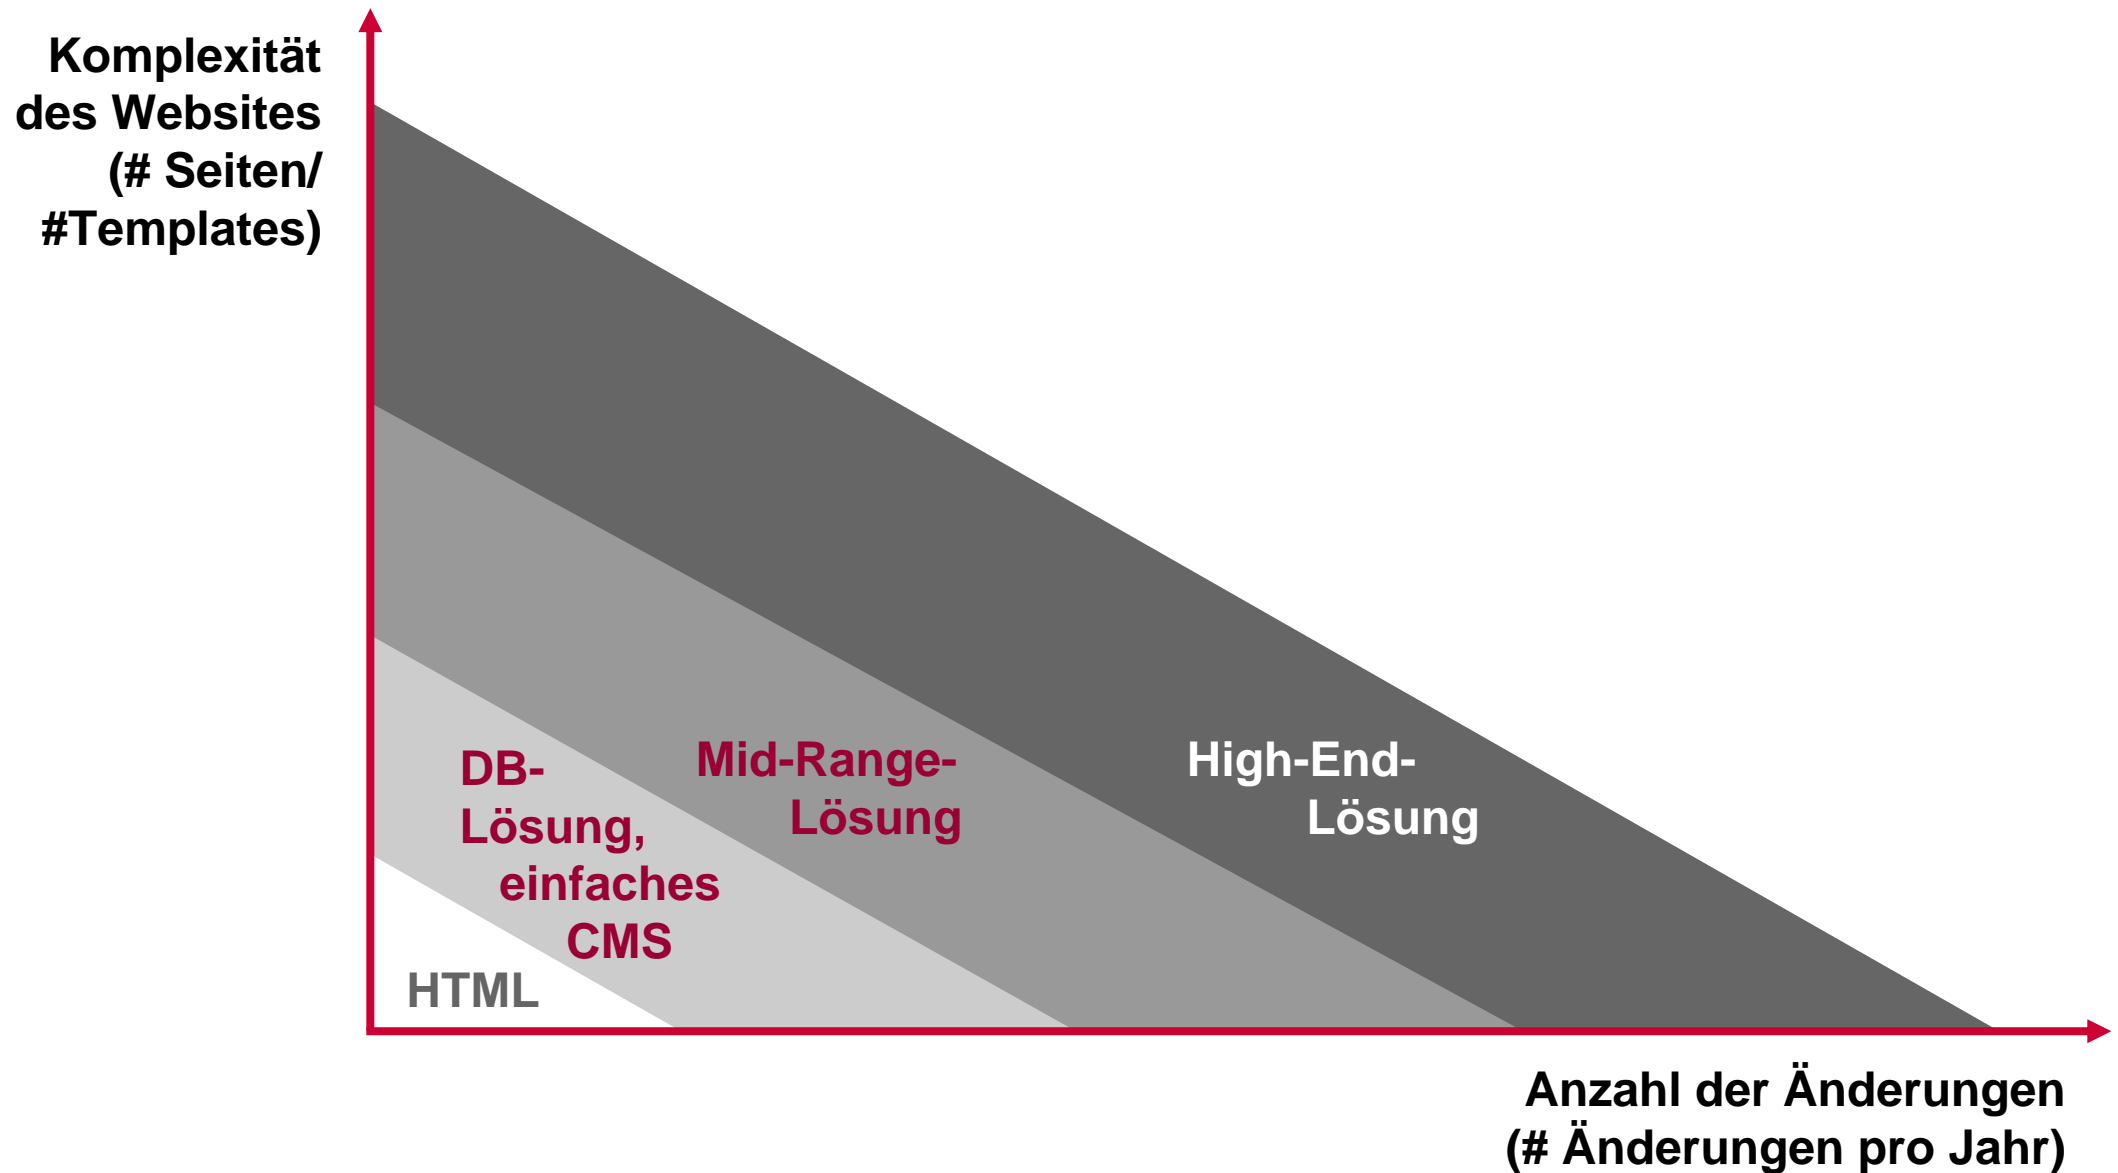 Komplexität
des Websites
(# Seiten/
#Templates)
DB-
Lösung,
einfaches
CMS
Mid-Range-
Lösung
High-End-
Lösung
HTML
Anzahl der Änderungen
(# Änderungen pro Jahr)